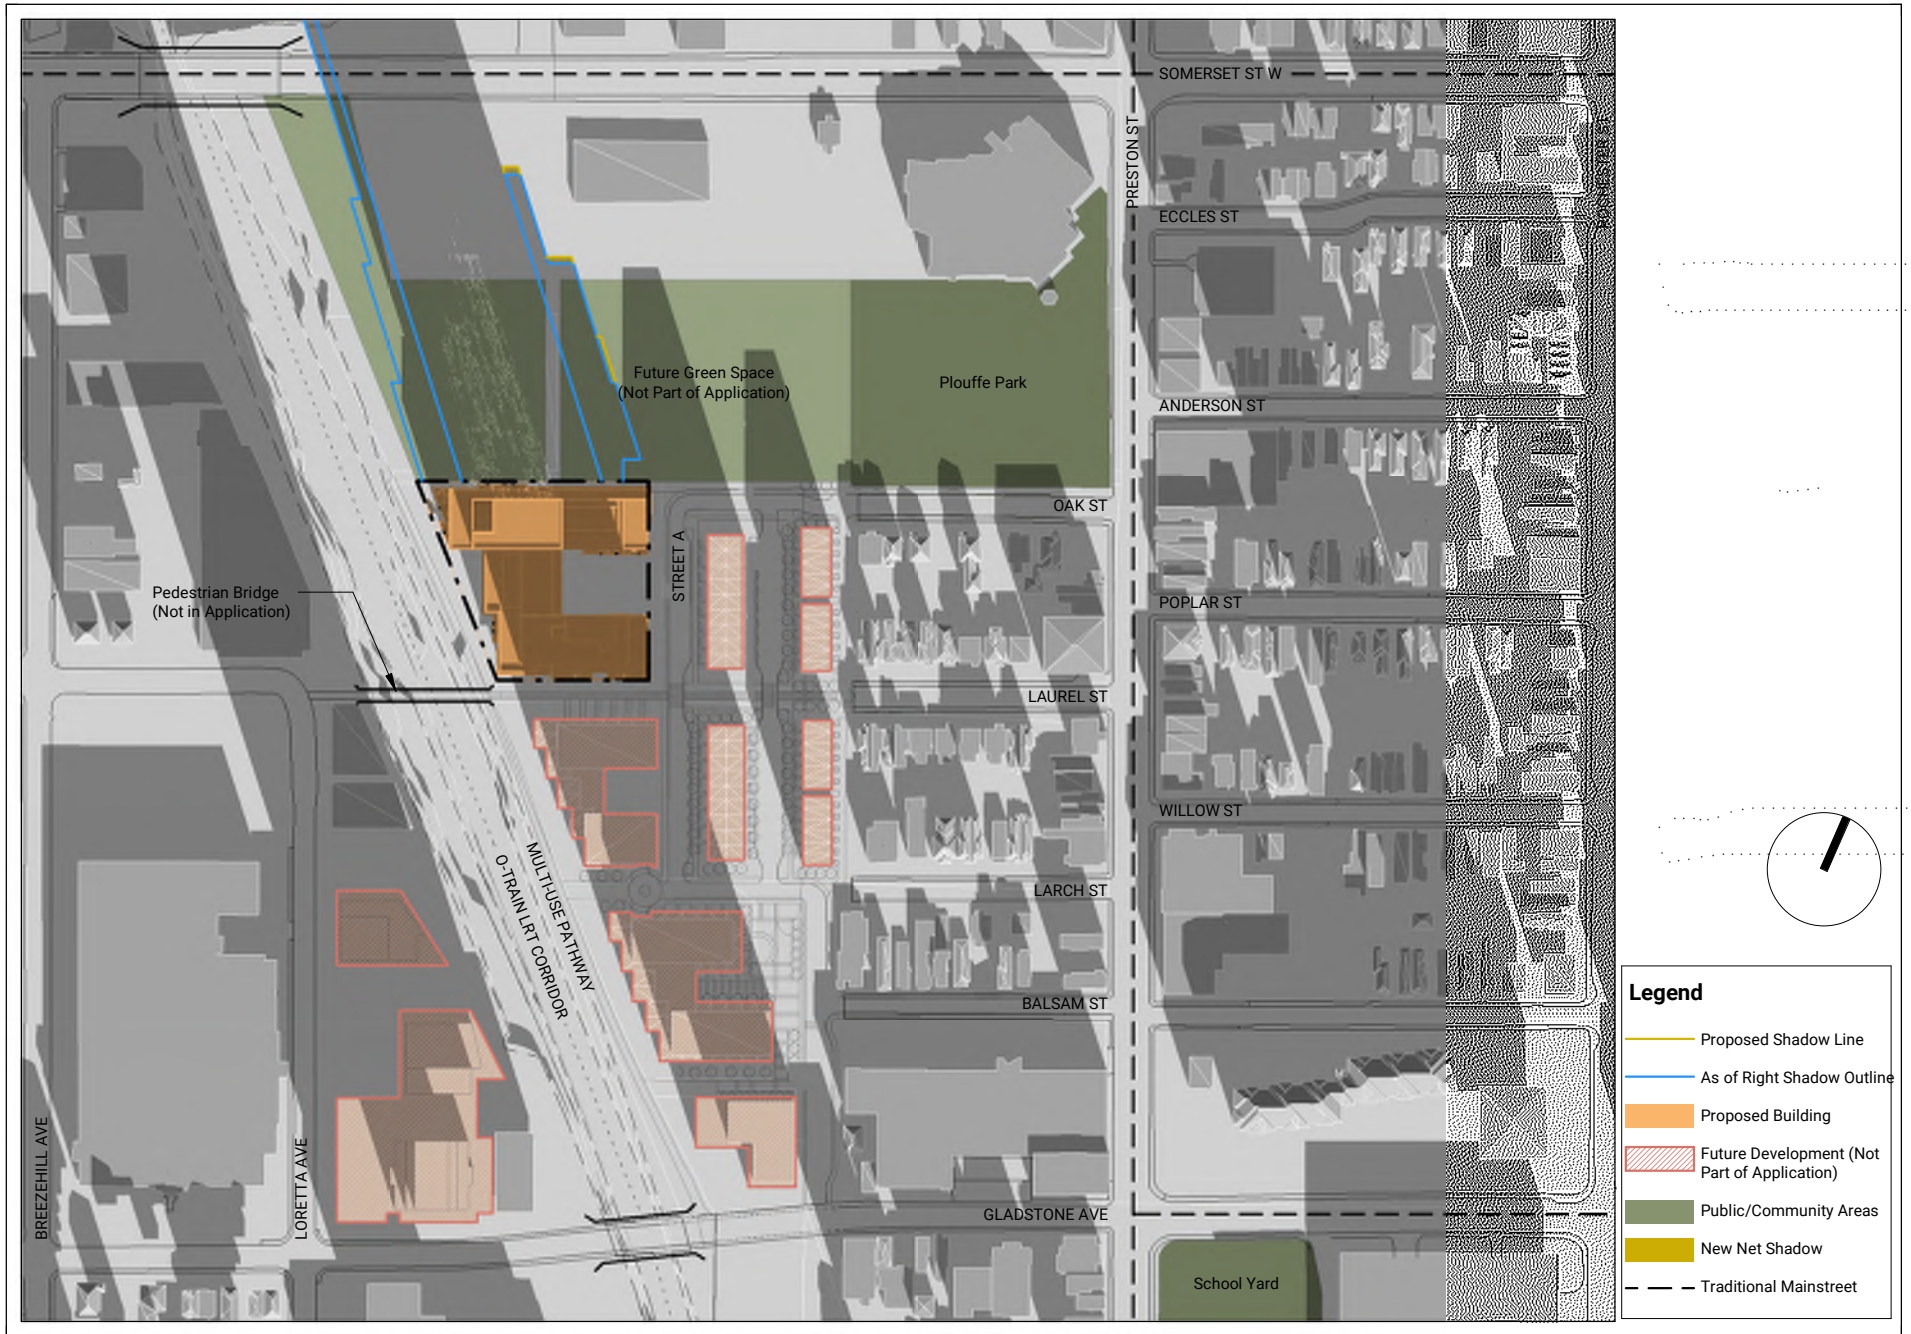 SOMERSET ST W
PRESTON ST
ROCHESTER ST
ECCLES ST
Future Green Space
(Not Part of Application)
Plouffe Park
ANDERSON ST
OAK ST
STREET A
Pedestrian Bridge
(Not in Application)
POPLAR ST
LAUREL ST
WILLOW ST
MULTI-USE PATHWAY
O-TRAIN LRT CORRIDOR
LARCH ST
BALSAM ST
BREEZEHILL AVE
LORETTA AVE
GLADSTONE AVE
School Yard
Legend
Proposed Shadow Line
As of Right Shadow Outline
Proposed Building
Future Development (Not
Part of Application)
Public/Community Areas
New Net Shadow
Traditional Mainstreet